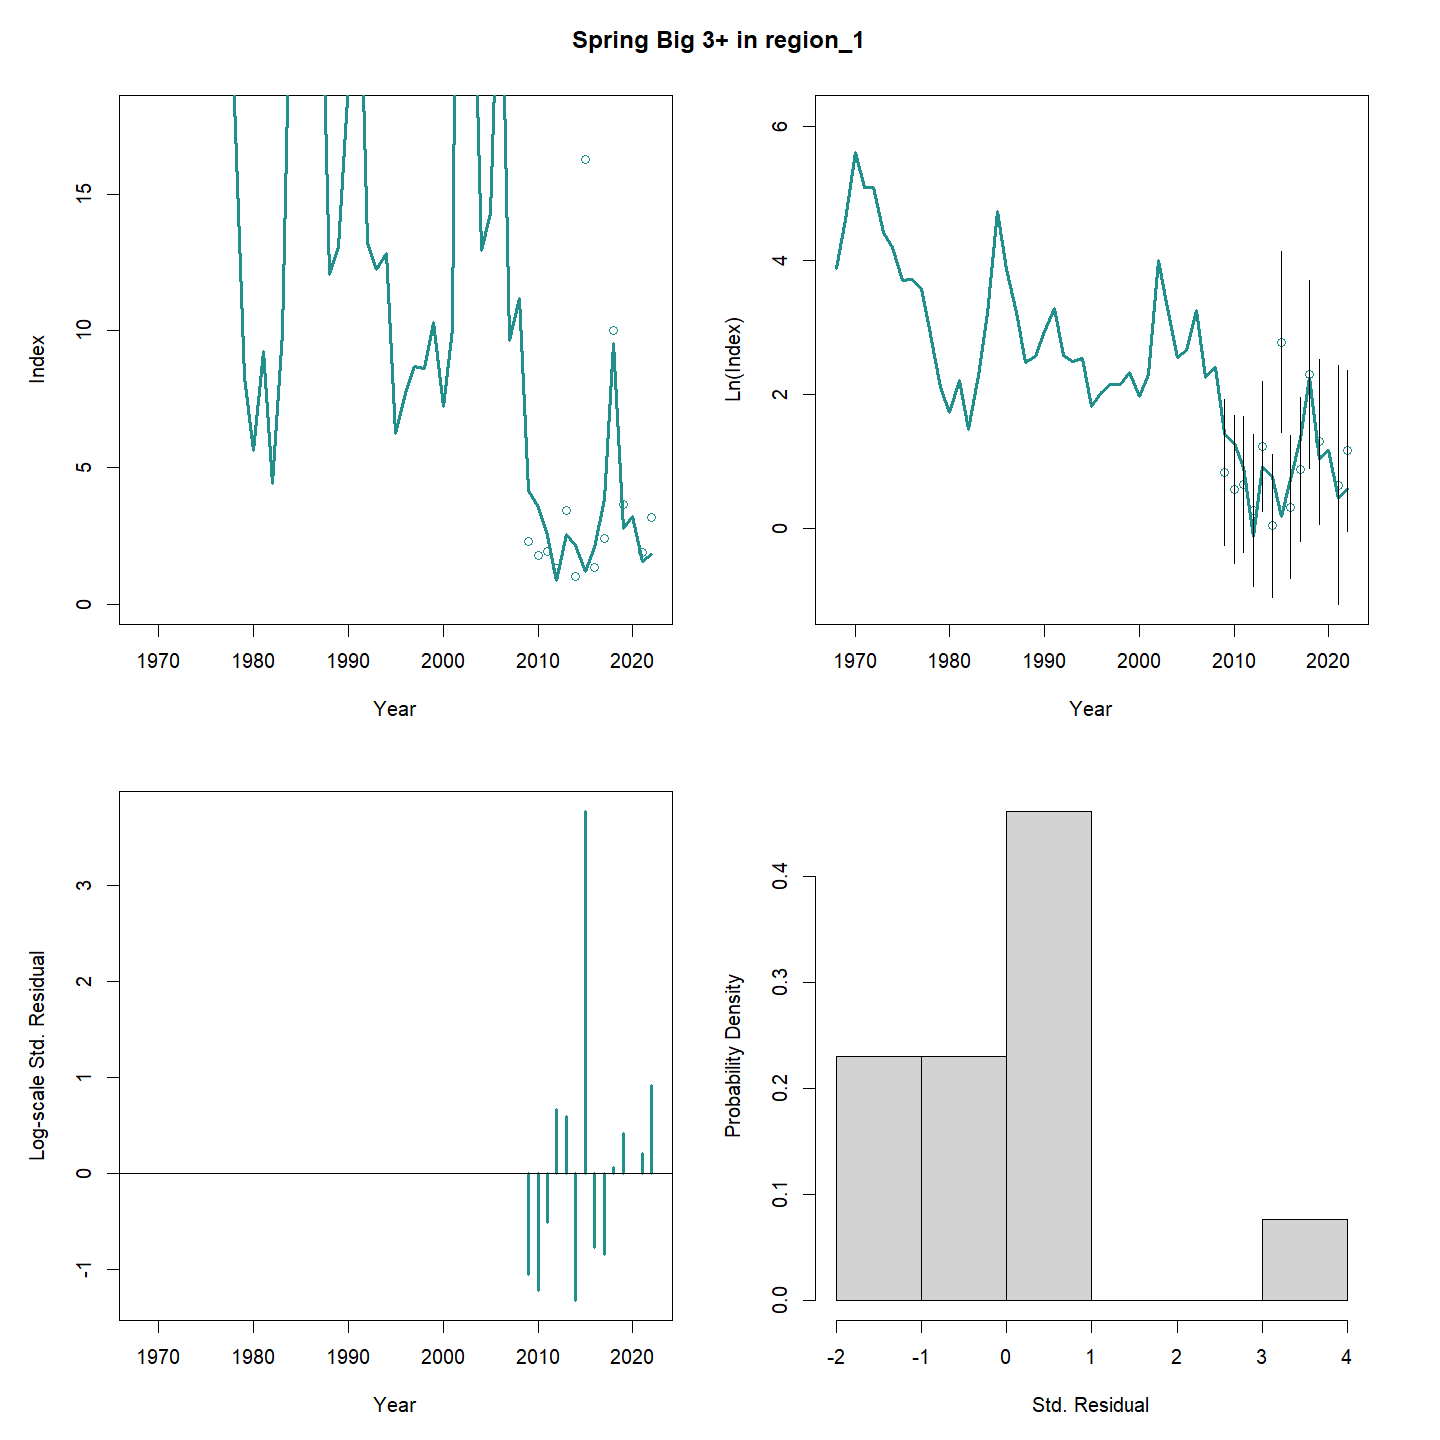 Spring Big 3+ in region_1
Index
0
5
10
15
1970 1980 1990 2000 2010 2020
Year
Ln(Index)
0
2
4
6
1970 1980 1990 2000 2010 2020
Year
Log-scale Std. Residual
-1
0
1
2
3
1970 1980 1990 2000 2010 2020
Year
Probability Density
0.0
0.1
0.2
0.3
0.4
-2 -1 0 1 2 3 4
Std. Residual